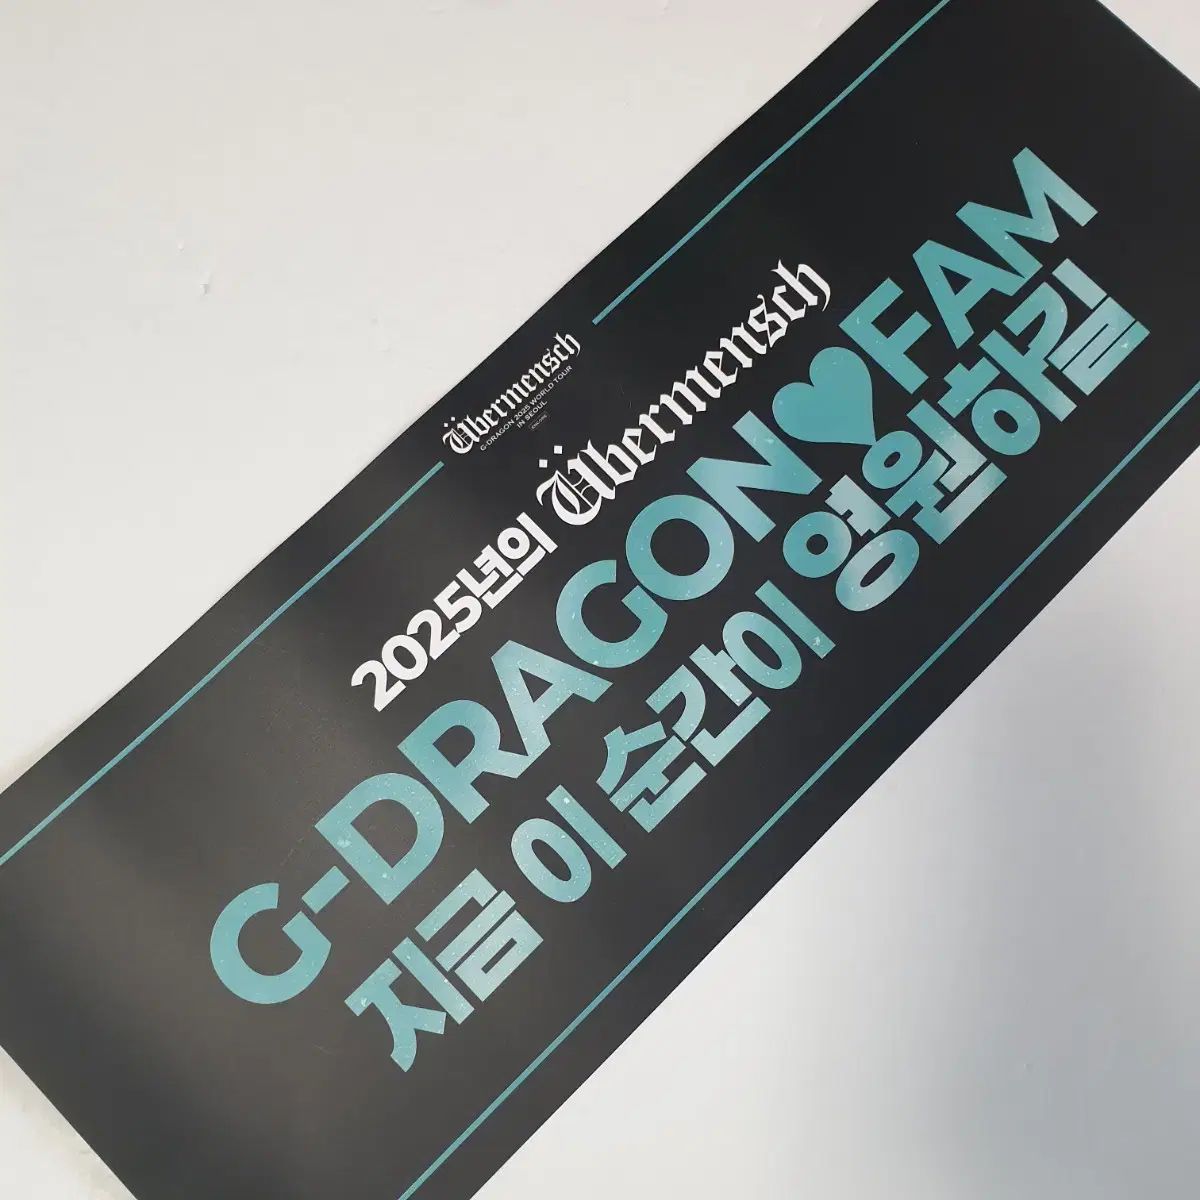 Übermensch
G-DRAGON 2025 WORLD TOUR
IN SEOUL
ENCORE
2025년의 Übermensch
G-DRAGON♥FAM
지금 이 순간이 영원하길